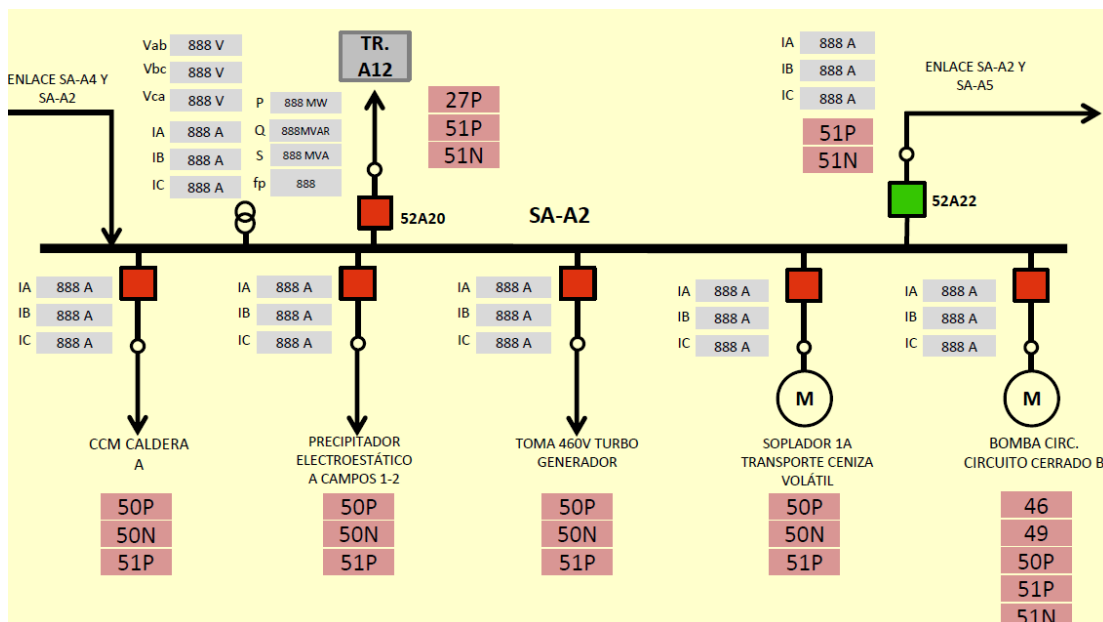 Vab 888 V
Vbc 888 V
Vca 888 V
IA 888 A
IB 888 A
IC 888 A
P 888 MW
Q 888MVAR
S 888 MVA
fp 888
TR.
A12
27P
51P
51N
IA 888 A
IB 888 A
IC 888 A
51P
51N
ENLACE SA-A4 Y
SA-A2
ENLACE SA-A2 Y
SA-A5
52A20
SA-A2
52A22
IA 888 A
IB 888 A
IC 888 A
IA 888 A
IB 888 A
IC 888 A
IA 888 A
IB 888 A
IC 888 A
IA 888 A
IB 888 A
IC 888 A
IA 888 A
IB 888 A
IC 888 A
M
M
CCM CALDERA
A
50P
50N
51P
PRECIPITADOR
ELECTROESTÁTICO
A CAMPOS 1-2
50P
50N
51P
TOMA 460V TURBO
GENERADOR
50P
50N
51P
SOPLADOR 1A
TRANSPORTE CENIZA
VOLÁTIL
50P
50N
51P
BOMBA CIRC.
CIRCUITO CERRADO B
46
49
50P
51P
51N